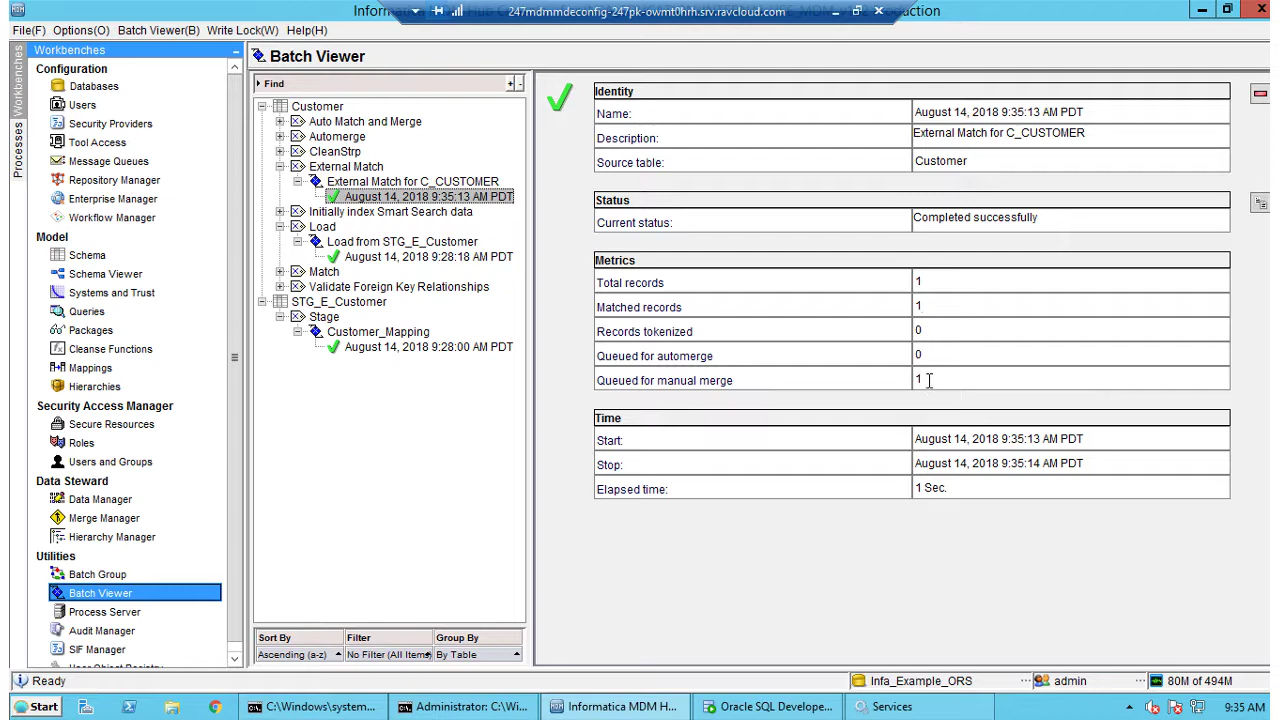 Informatica
247mdmmdeconfig-247pk-owmt0hrh.srv.ravcloud.com
File(F) Options(O) Batch Viewer(B) Write Lock(W) Help(H)
Workbenches
Processes
Workbenches
Configuration
Databases
Users
Security Providers
Tool Access
Message Queues
Repository Manager
Enterprise Manager
Workflow Manager
Model
Schema
Schema Viewer
Systems and Trust
Queries
Packages
Cleanse Functions
Mappings
Hierarchies
Security Access Manager
Secure Resources
Roles
Users and Groups
Data Steward
Data Manager
Merge Manager
Hierarchy Manager
Utilities
Batch Group
Batch Viewer
Process Server
Audit Manager
SIF Manager
Batch Viewer
Find
Customer
Auto Match and Merge
Automerge
CleanStrp
External Match
External Match for C_CUSTOMER
August 14, 2018 9:35:13 AM PDT
Initially index Smart Search data
Load
Load from STG_E_Customer
August 14, 2018 9:28:18 AM PDT
Match
Validate Foreign Key Relationships
STG_E_Customer
Stage
Customer_Mapping
August 14, 2018 9:28:00 AM PDT
Sort By Filter Group By
Ascending (a-z) No Filter (All Items) By Table
Identity
Name: August 14, 2018 9:35:13 AM PDT
Description: External Match for C_CUSTOMER
Source table: Customer
Status
Current status: Completed successfully
Metrics
Total records 1
Matched records 1
Records tokenized 0
Queued for automerge 0
Queued for manual merge 1
Time
Start: August 14, 2018 9:35:13 AM PDT
Stop: August 14, 2018 9:35:14 AM PDT
Elapsed time: 1 Sec.
Ready Infa_Example_ORS admin 80M of 494M
Start C:\Windows\system... Administrator: C:\Wi... Informatica MDM H... Oracle SQL Develope... Services 9:35 AM